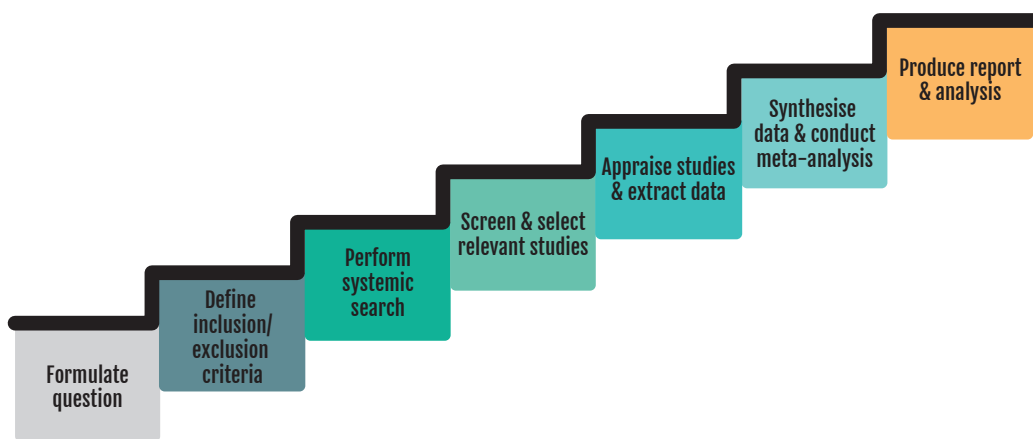 Formulate
question
Define
inclusion/
exclusion
criteria
Perform
systemic
search
Screen & select
relevant studies
Appraise studies
& extract data
Synthesise
data & conduct
meta-analysis
Produce report
& analysis